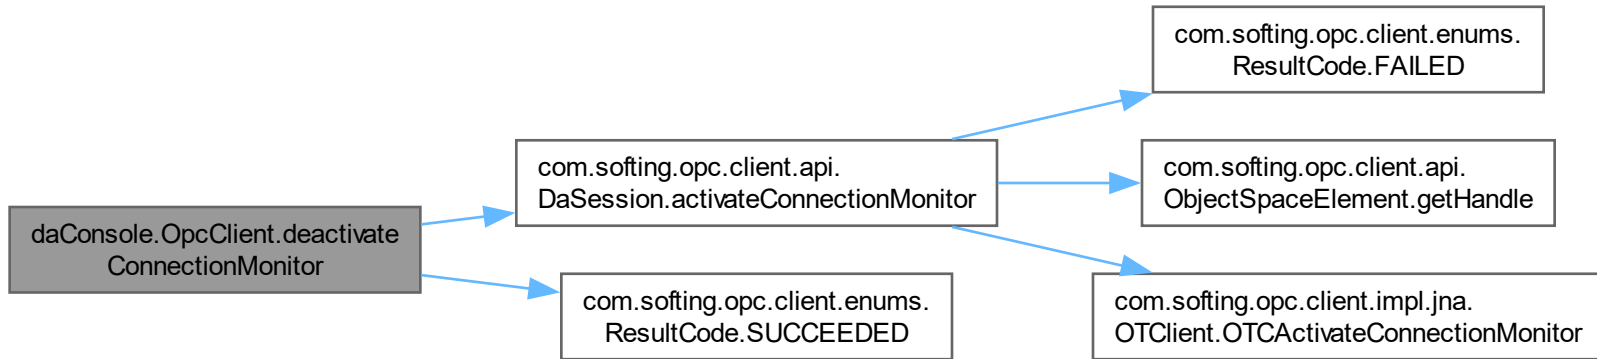 daConsole.OpcClient.deactivate
ConnectionMonitor
com.softing.opc.client.api.
DaSession.activateConnectionMonitor
com.softing.opc.client.enums.
ResultCode.FAILED
com.softing.opc.client.api.
ObjectSpaceElement.getHandle
com.softing.opc.client.impl.jna.
OTClient.OTCActivateConnectionMonitor
com.softing.opc.client.enums.
ResultCode.SUCCEEDED